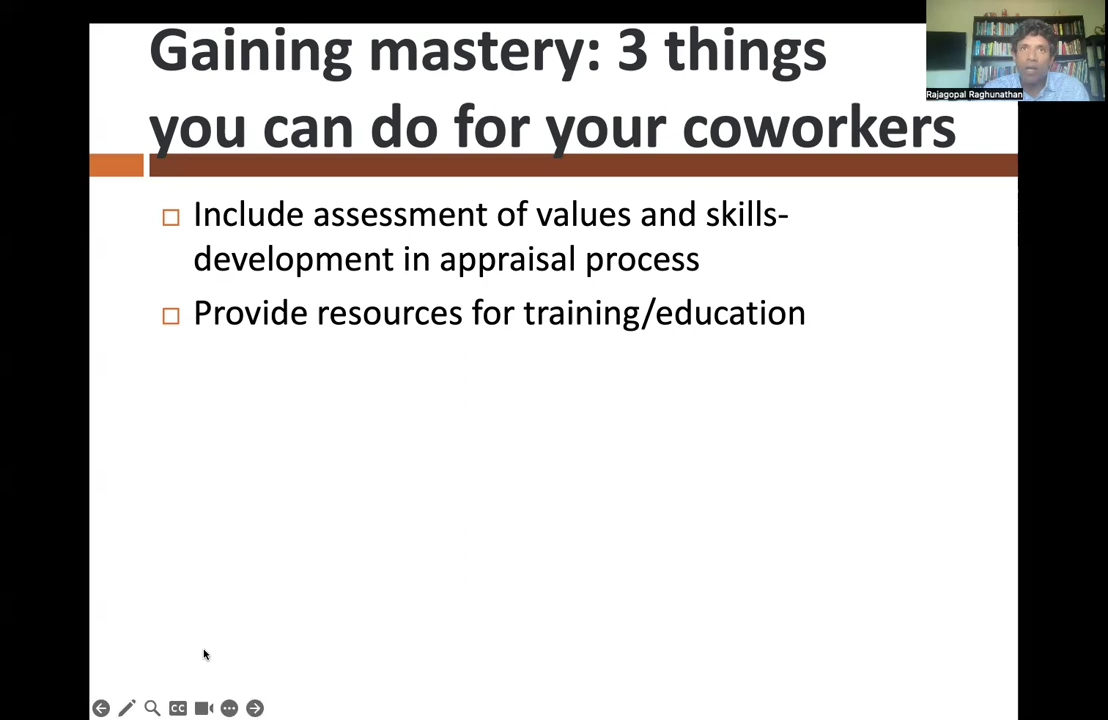 Gaining mastery: 3 things
you can do for your coworkers
Rajagopal Raghunathan
Include assessment of values and skills-
development in appraisal process
Provide resources for training/education
CC